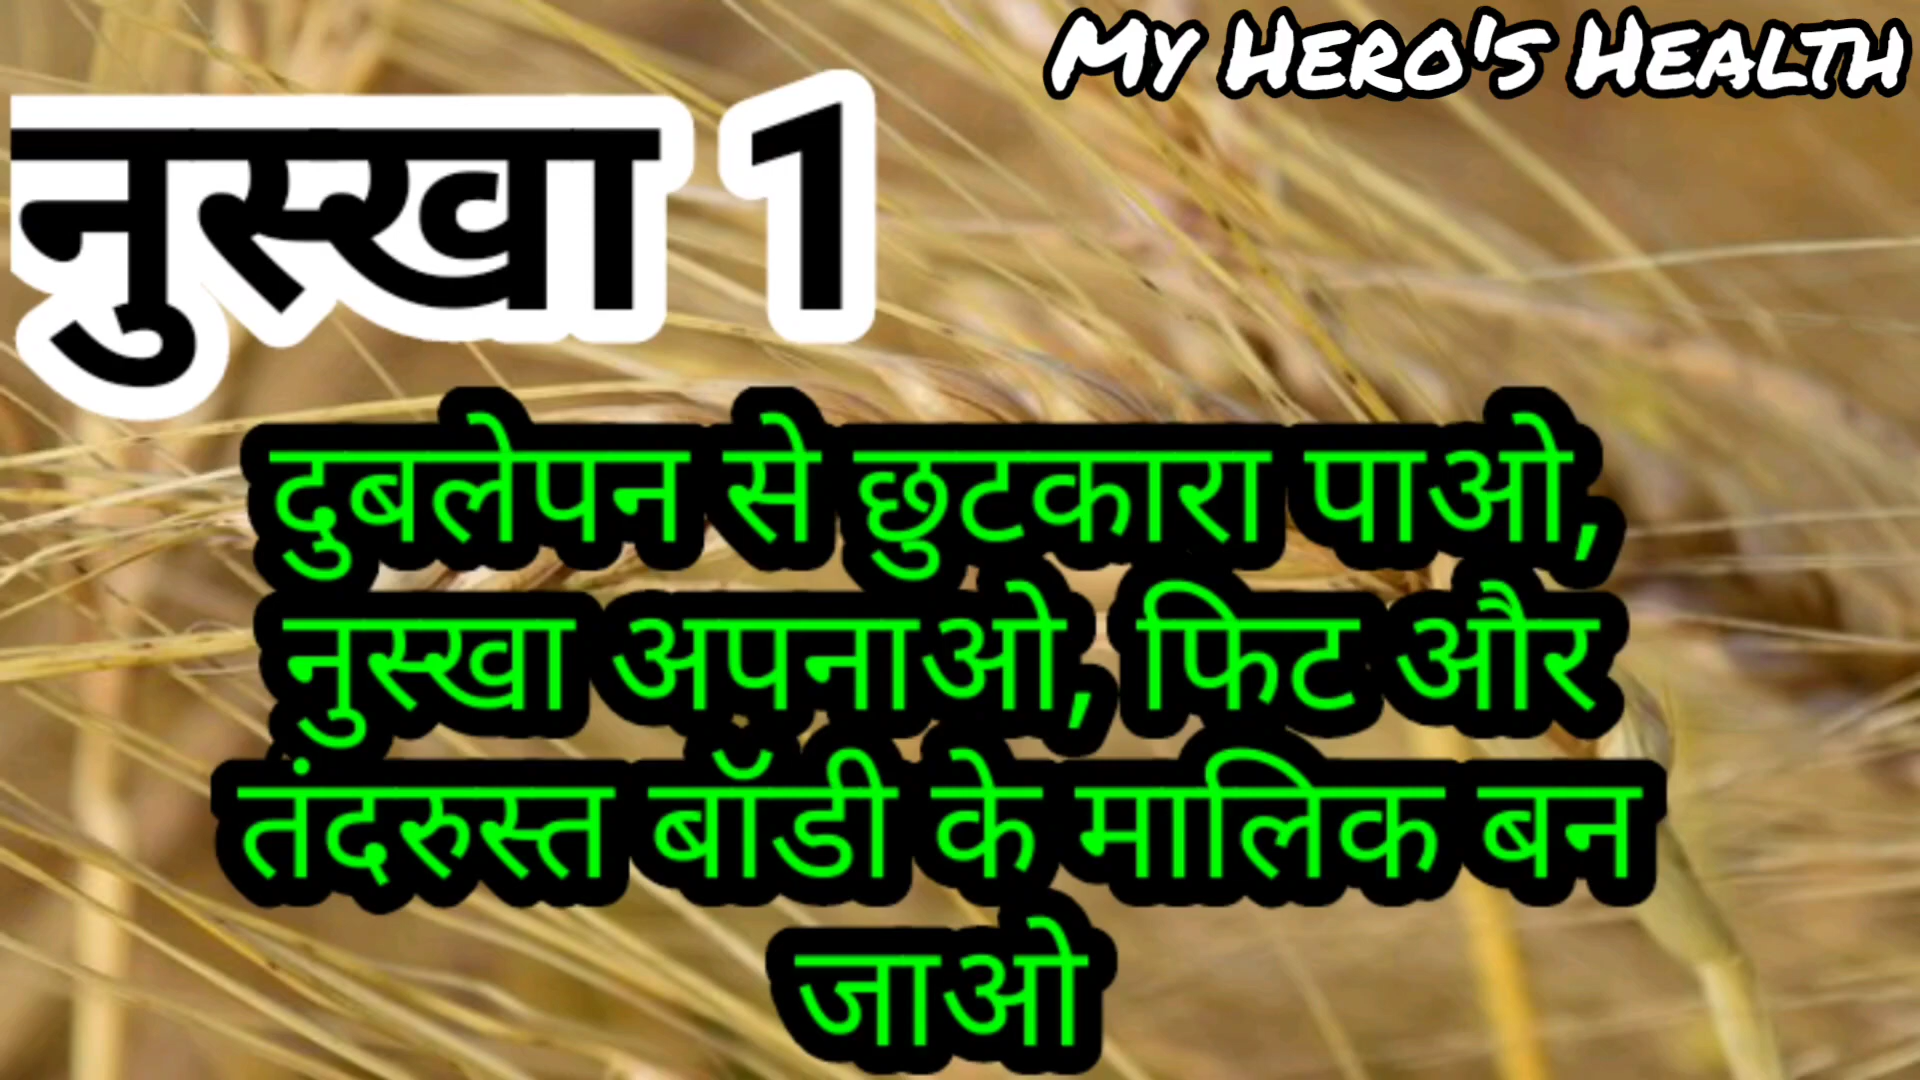 My Hero's Health
नुस्खा 1
दुबलेपन से छुटकारा पाओ,
नुस्खा अपनाओ, फिट और
तंदरुस्त बॉडी के मालिक बन
जाओ